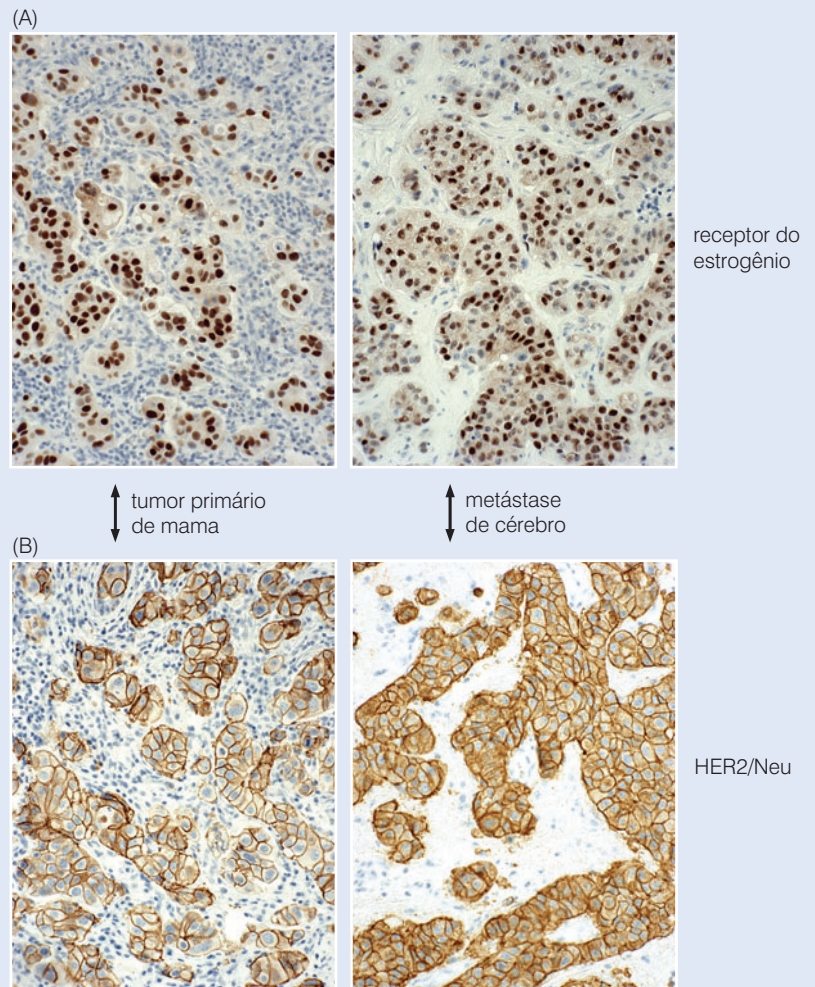 (A)
receptor do
estrogênio
tumor primário
de mama
metástase
de cérebro
(B)
HER2/Neu